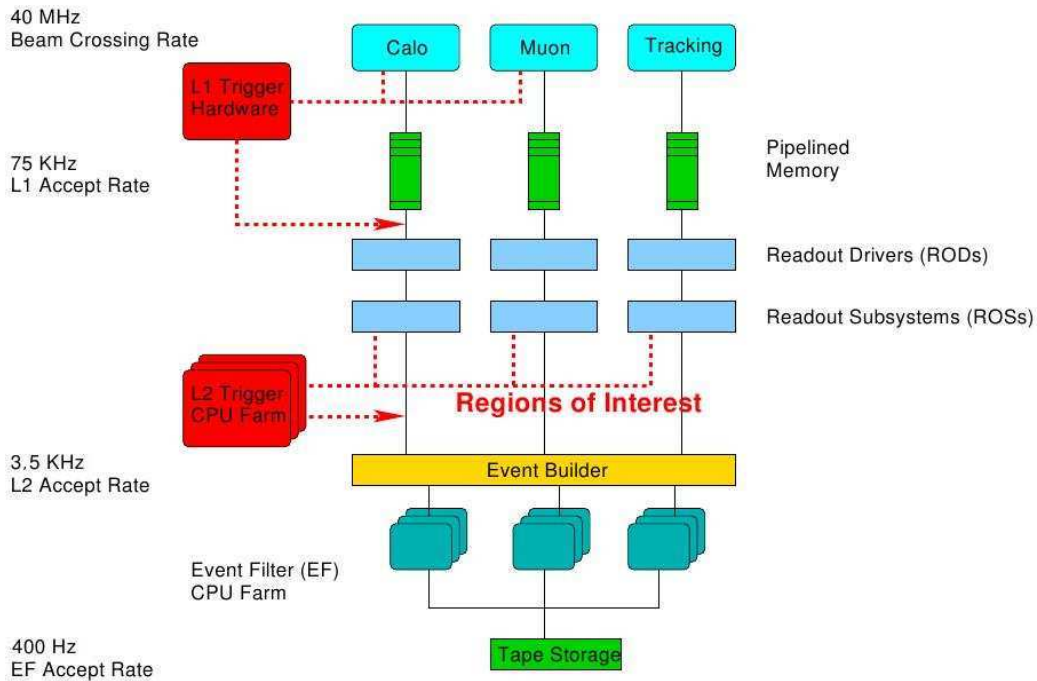 40 MHz
Beam Crossing Rate
Calo
Muon
Tracking
L1 Trigger
Hardware
75 KHz
L1 Accept Rate
Pipelined
Memory
Readout Drivers (RODs)
Readout Subsystems (ROSs)
L2 Trigger
CPU Farm
Regions of Interest
3.5 KHz
L2 Accept Rate
Event Builder
Event Filter (EF)
CPU Farm
400 Hz
EF Accept Rate
Tape Storage